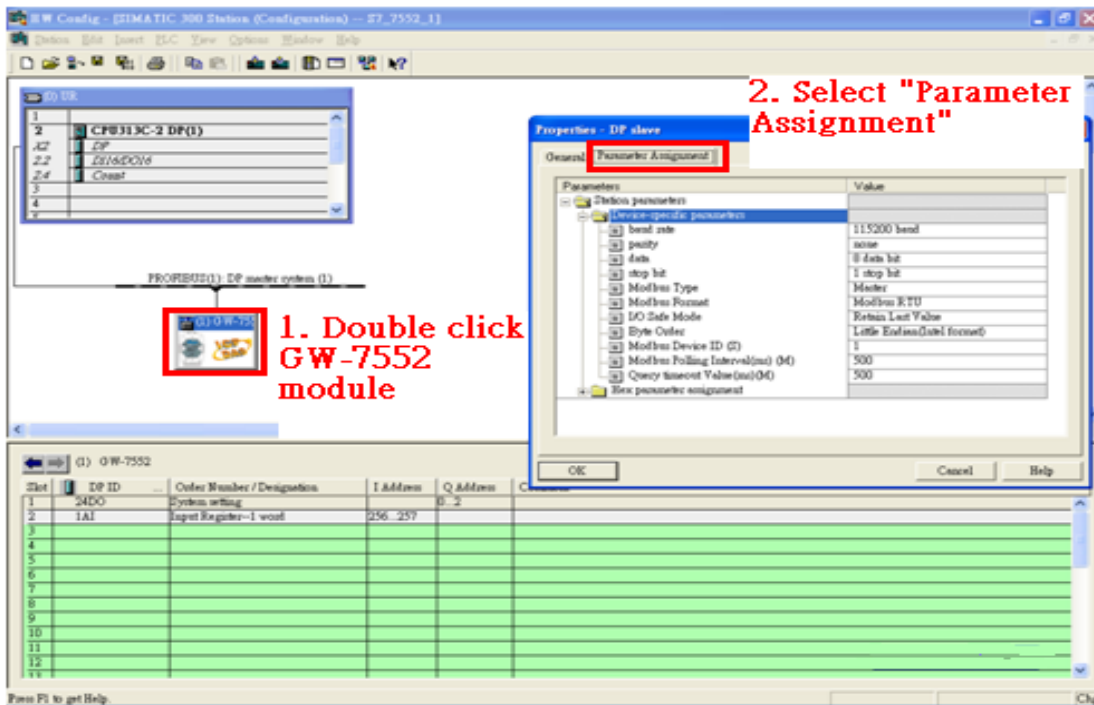 HW Config - [SIMATIC 300 Station (Configuration) -- S7_7552_1]
Station Edit Insert PLC View Options Window Help
2. Select "Parameter
Assignment"
(0) UR
1
2 CPU313C-2 DP(1)
X2 DP
2.2 DI16/DO16
2.4 Count
3
4
PROFIBUS(1): DP master system (1)
(1) GW-755
1. Double click
GW-7552
module
Properties - DP slave
General Parameter Assignment
Parameters Value
Station parameters
Device-specific parameters
baud rate 115200 baud
parity none
data 8 data bit
stop bit 1 stop bit
Modbus Type Master
Modbus Format Modbus RTU
I/O Safe Mode Retain Last Value
Byte Order Little Endian(Intel format)
Modbus Device ID (S) 1
Modbus Polling Interval(ms) (M) 500
Query timeout Value(ms)(M) 500
Hex parameter assignment
OK Cancel Help
(1) GW-7552
Slot DP ID ... Order Number / Designation I Address Q Address Comment
1 24DO System setting 0...2
2 1AI Input Register--1 word 256...257
3
4
5
6
7
8
9
10
11
12
13
Press F1 to get Help. Chg